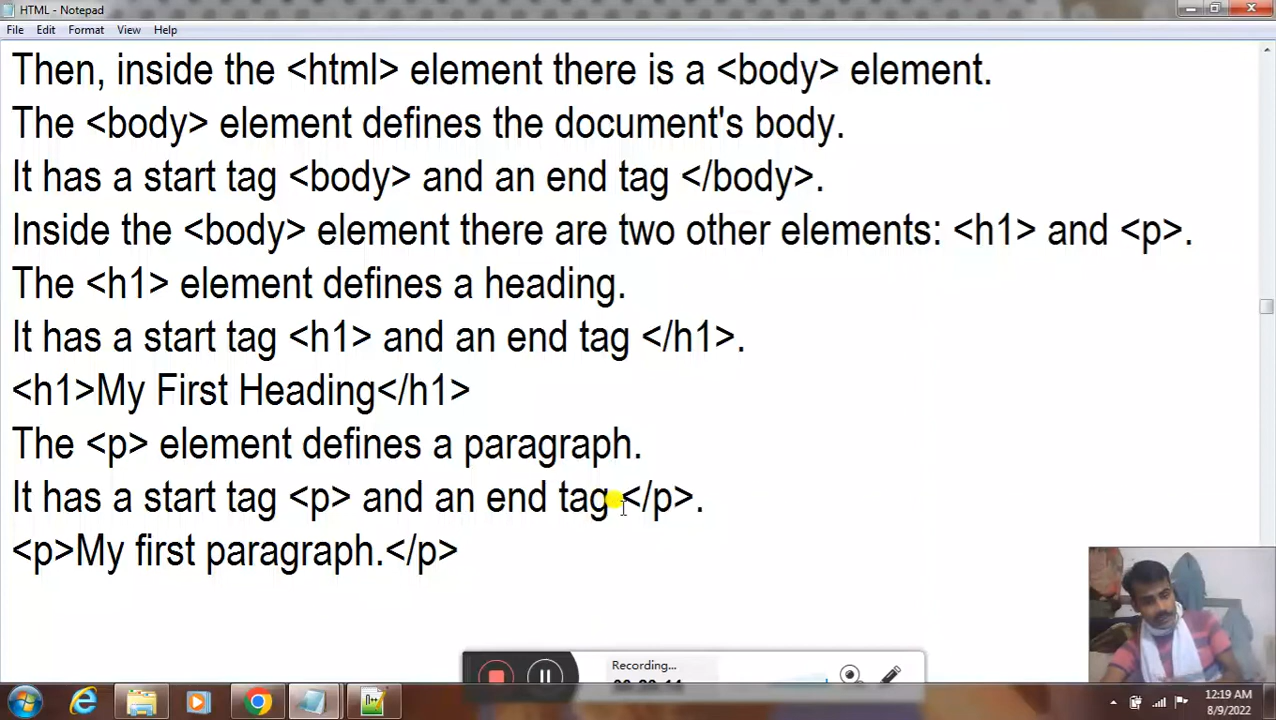 HTML - Notepad
File Edit Format View Help
Then, inside the <html> element there is a <body> element.
The <body> element defines the document's body.
It has a start tag <body> and an end tag </body>.
Inside the <body> element there are two other elements: <h1> and <p>.
The <h1> element defines a heading.
It has a start tag <h1> and an end tag </h1>.
<h1>My First Heading</h1>
The <p> element defines a paragraph.
It has a start tag <p> and an end tag </p>.
<p>My first paragraph.</p>
Recording...
12:19 AM
8/9/2022